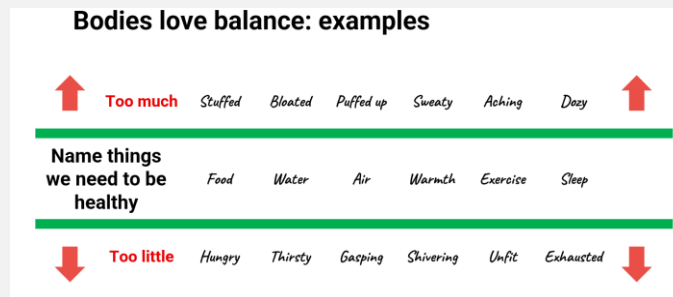 Bodies love balance: examples
Too much Stuffed Bloated Puffed up Sweaty Aching Dozy
Name things
we need to be
healthy
Food Water Air Warmth Exercise Sleep
Too little Hungry Thirsty Gasping Shivering Unfit Exhausted